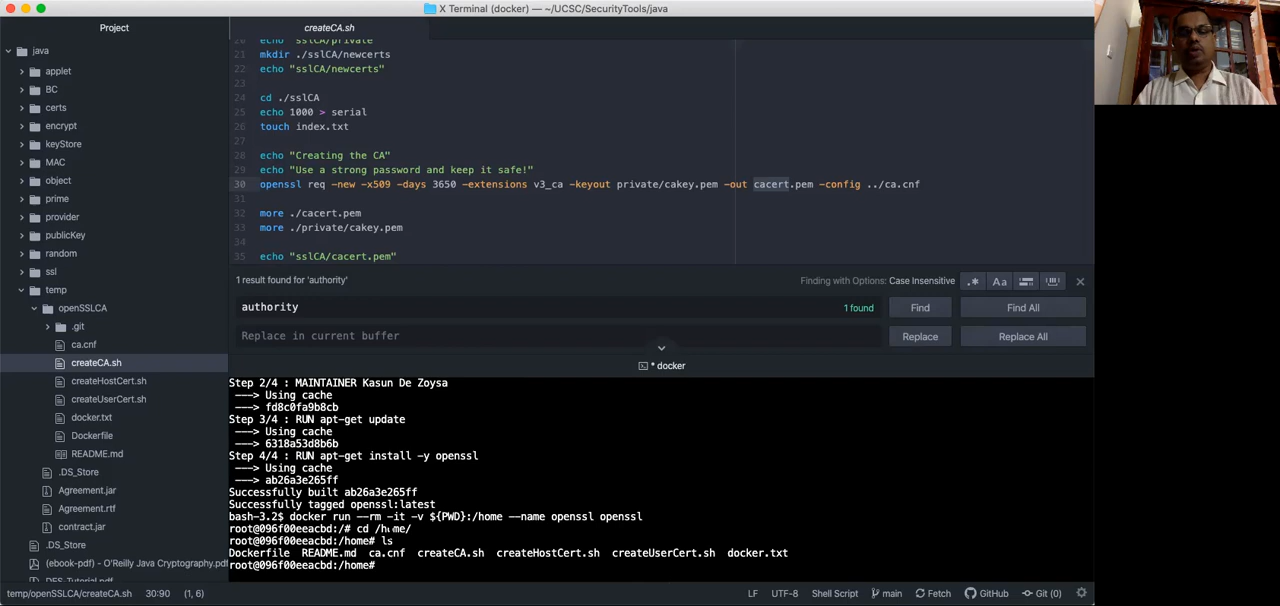 X Terminal (docker) — ~/UCSC/SecurityTools/java
Project
createCA.sh
java
applet
BC
certs
encrypt
keyStore
MAC
object
prime
provider
publicKey
random
ssl
temp
openSSLCA
.git
ca.cnf
createCA.sh
createHostCert.sh
createUserCert.sh
docker.txt
Dockerfile
README.md
.DS_Store
Agreement.jar
Agreement.rtf
contract.jar
.DS_Store
(ebook-pdf) - O'Reilly Java Cryptography.pdf
DES-Tutorial.pdf
20 echo "sslCA/private"
21 mkdir ./sslCA/newcerts
22 echo "sslCA/newcerts"
23
24 cd ./sslCA
25 echo 1000 > serial
26 touch index.txt
27
28 echo "Creating the CA"
29 echo "Use a strong password and keep it safe!"
30 openssl req -new -x509 -days 3650 -extensions v3_ca -keyout private/cakey.pem -out cacert.pem -config ../ca.cnf
31
32 more ./cacert.pem
33 more ./private/cakey.pem
34
35 echo "sslCA/cacert.pem"
1 result found for 'authority'
Finding with Options: Case Insensitive
.* Aa
authority
1 found
Find
Find All
Replace in current buffer
Replace
Replace All
* docker
Step 2/4 : MAINTAINER Kasun De Zoysa
---> Using cache
---> fd8c0fa9b8cb
Step 3/4 : RUN apt-get update
---> Using cache
---> 6318a53d8b6b
Step 4/4 : RUN apt-get install -y openssl
---> Using cache
---> ab26a3e265ff
Successfully built ab26a3e265ff
Successfully tagged openssl:latest
bash-3.2$ docker run --rm -it -v ${PWD}:/home --name openssl openssl
root@096f00eeacbd:/# cd /home/
root@096f00eeacbd:/home# ls
Dockerfile README.md ca.cnf createCA.sh createHostCert.sh createUserCert.sh docker.txt
root@096f00eeacbd:/home#
temp/openSSLCA/createCA.sh 30:90 (1, 6)
LF UTF-8 Shell Script main Fetch GitHub Git (0)